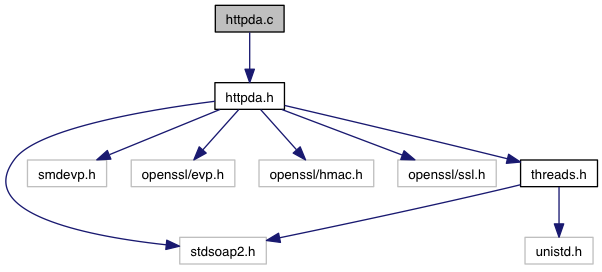 httpda.c
httpda.h
smdevp.h
openssl/evp.h
openssl/hmac.h
openssl/ssl.h
threads.h
stdsoap2.h
unistd.h